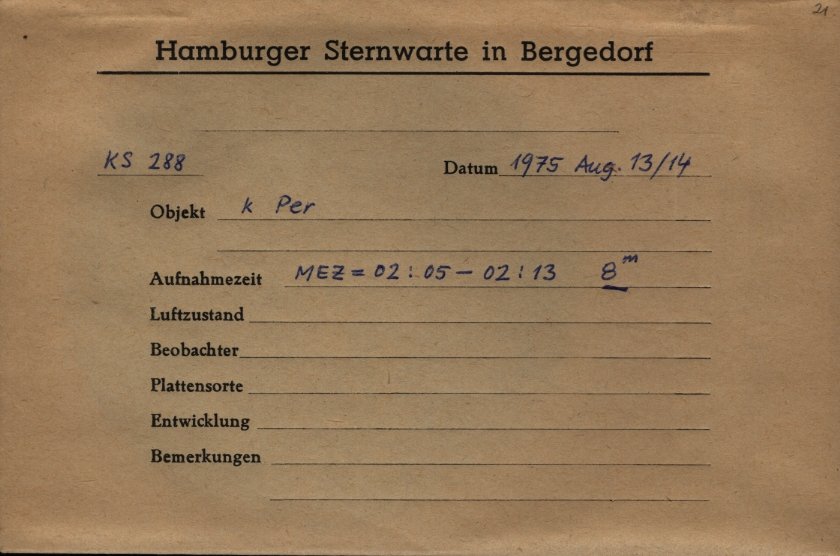 21
Hamburger Sternwarte in Bergedorf
KS 288 Datum 1975 Aug. 13/14
Objekt k Per
Aufnahmezeit MEZ = 02:05 - 02:13 8m
Luftzustand
Beobachter
Plattensorte
Entwicklung
Bemerkungen